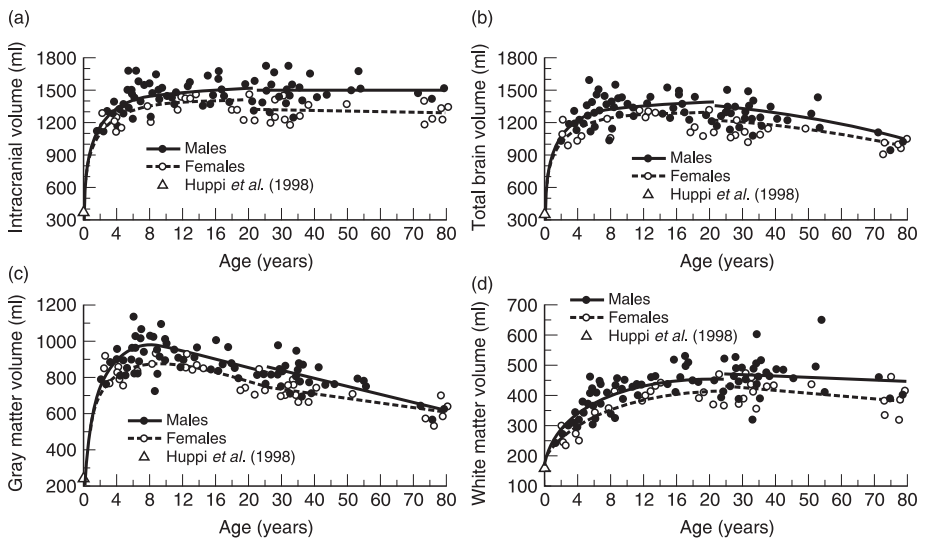 (a)
Intracranial volume (ml)
1800
1500
1200
900
600
300
Males
Females
Huppi et al. (1998)
0 4 8 12 16 20 30 40 50 60 70 80
Age (years)
(b)
Total brain volume (ml)
1800
1500
1200
900
600
300
Males
Females
Huppi et al. (1998)
0 4 8 12 16 20 30 40 50 60 70 80
Age (years)
(c)
Gray matter volume (ml)
1200
1000
800
600
400
200
Males
Females
Huppi et al. (1998)
0 4 8 12 16 20 30 40 50 60 70 80
Age (years)
(d)
White matter volume (ml)
700
600
500
400
300
200
100
Males
Females
Huppi et al. (1998)
0 4 8 12 16 20 30 40 50 60 70 80
Age (years)